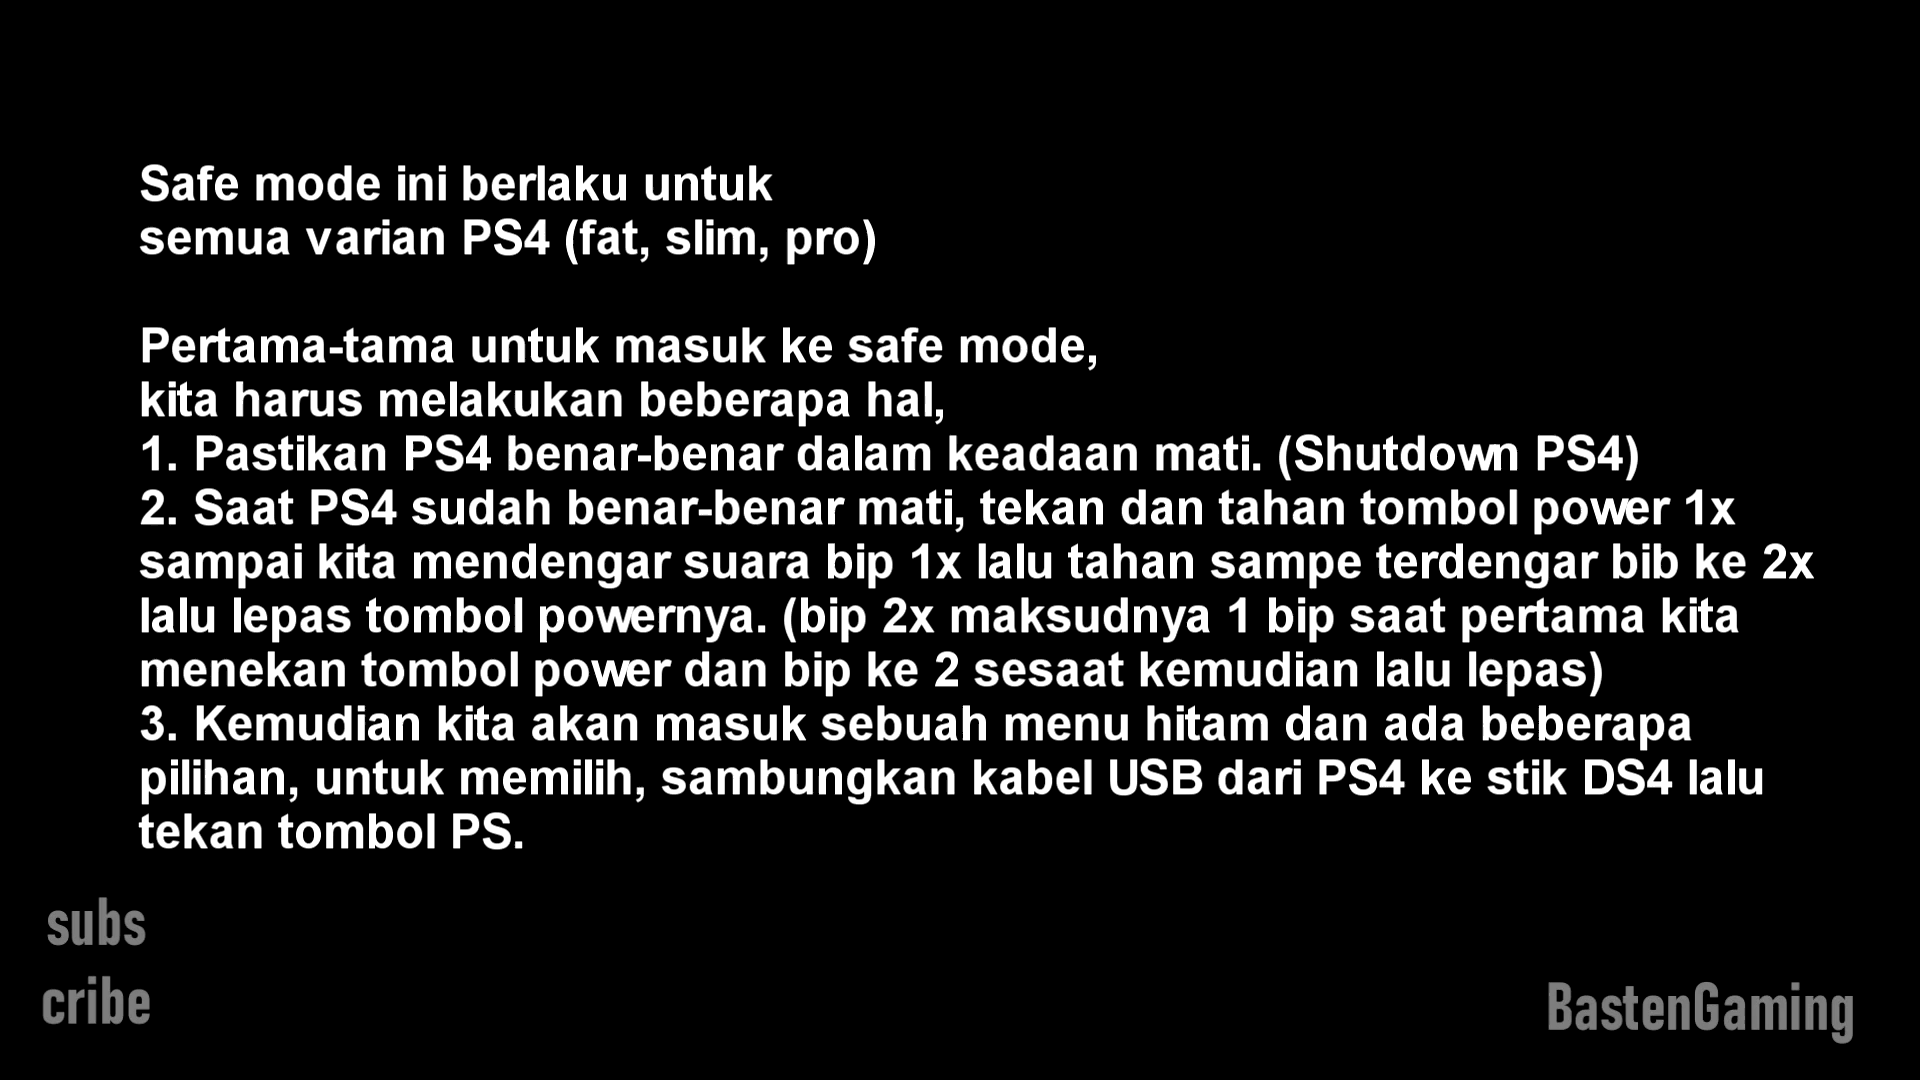 Safe mode ini berlaku untuk
semua varian PS4 (fat, slim, pro)
Pertama-tama untuk masuk ke safe mode,
kita harus melakukan beberapa hal,
1. Pastikan PS4 benar-benar dalam keadaan mati. (Shutdown PS4)
2. Saat PS4 sudah benar-benar mati, tekan dan tahan tombol power 1x
sampai kita mendengar suara bip 1x lalu tahan sampe terdengar bib ke 2x
lalu lepas tombol powernya. (bip 2x maksudnya 1 bip saat pertama kita
menekan tombol power dan bip ke 2 sesaat kemudian lalu lepas)
3. Kemudian kita akan masuk sebuah menu hitam dan ada beberapa
pilihan, untuk memilih, sambungkan kabel USB dari PS4 ke stik DS4 lalu
tekan tombol PS.
subs
cribe
BastenGaming